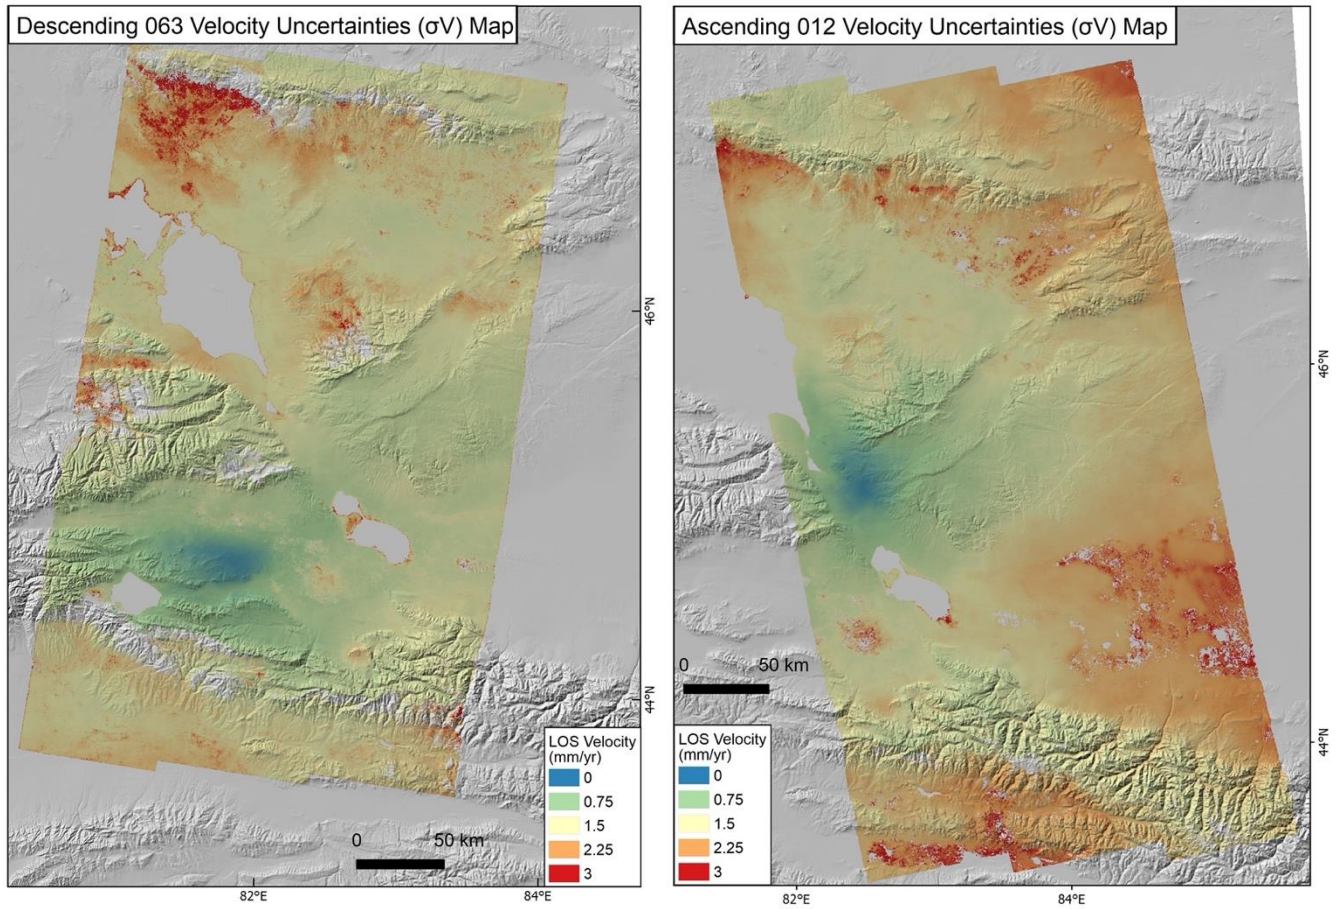 Descending 063 Velocity Uncertainties (σV) Map
46°N
44°N
0 50 km
LOS Velocity
(mm/yr)
0
0.75
1.5
2.25
3
82°E 84°E
Ascending 012 Velocity Uncertainties (σV) Map
46°N
44°N
0 50 km
LOS Velocity
(mm/yr)
0
0.75
1.5
2.25
3
82°E 84°E